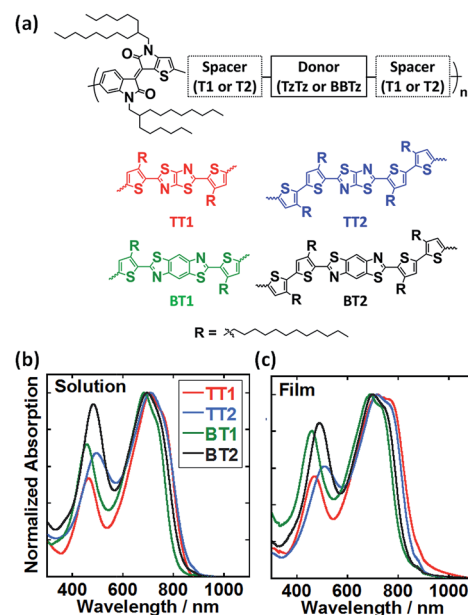 (a)
N
O
S
O
N
Spacer
(T1 or T2)
Donor
(TzTz or BBTz)
Spacer
(T1 or T2)
n
R
S
S
N
N
S
S
R
TT1
R
R
S
S
S
N
N
S
S
S
R
R
TT2
R
S
S
N
N
S
S
R
BT1
R
R
S
S
S
N
N
S
S
S
R
R
BT2
R =
(b)
Solution
TT1
TT2
BT1
BT2
Normalized Absorption
400 600 800 1000
Wavelength / nm
(c)
Film
400 600 800 1000
Wavelength / nm